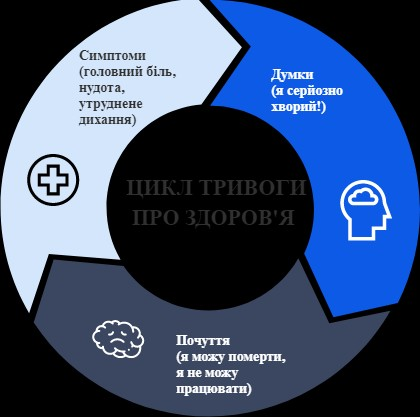 Симптоми
(головний біль,
нудота,
утруднене
дихання)
Думки
(я серйозно
хворий!)
ЦИКЛ ТРИВОГИ
ПРО ЗДОРОВ'Я
Почуття
(я можу померти,
я не можу
працювати)